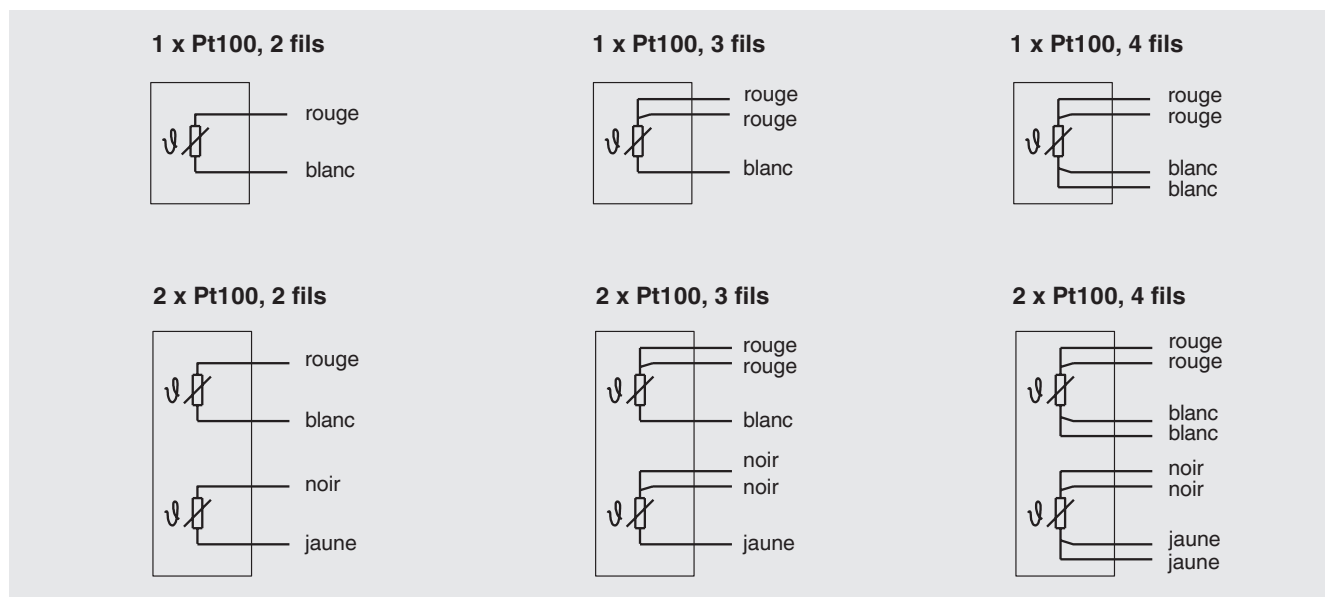 1 x Pt100, 2 fils
rouge
blanc
1 x Pt100, 3 fils
rouge
rouge
blanc
1 x Pt100, 4 fils
rouge
rouge
blanc
blanc
2 x Pt100, 2 fils
rouge
blanc
noir
jaune
2 x Pt100, 3 fils
rouge
rouge
blanc
noir
noir
jaune
2 x Pt100, 4 fils
rouge
rouge
blanc
blanc
noir
noir
jaune
jaune